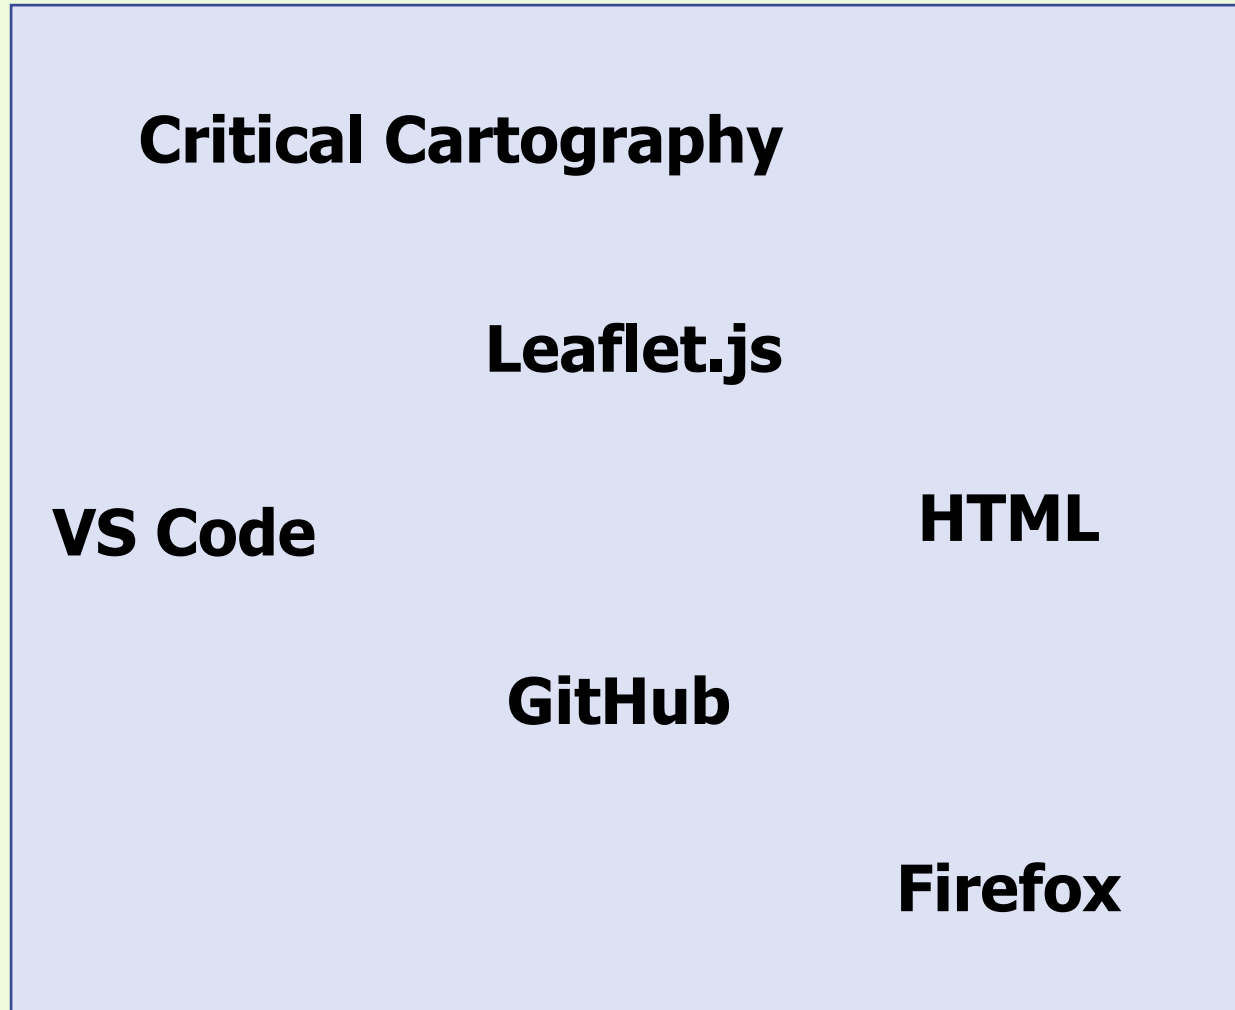 Critical Cartography
Leaflet.js
HTML
VS Code
GitHub
Firefox